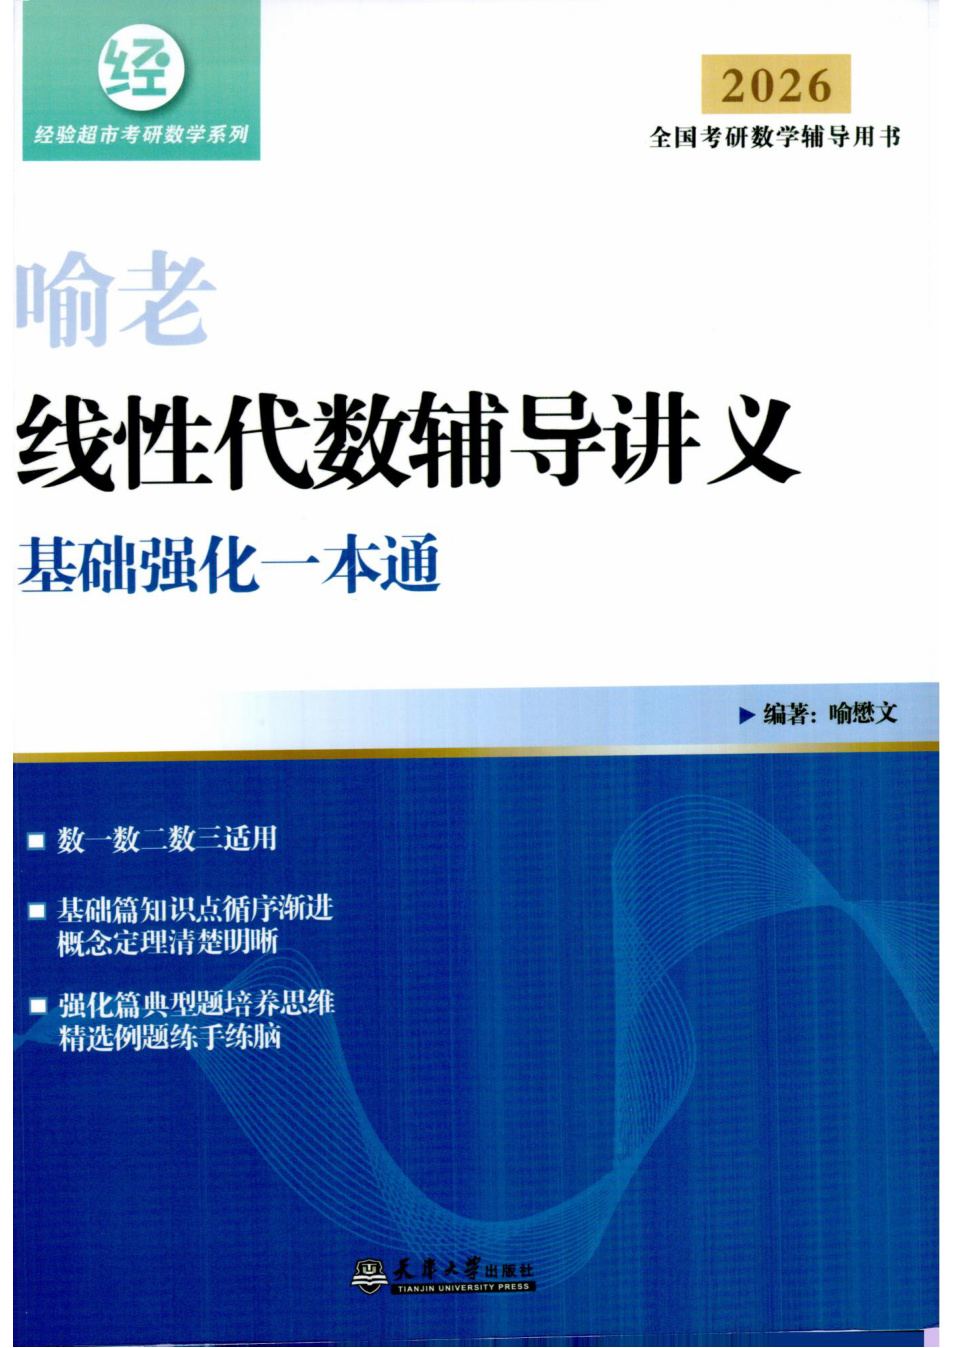 经
经验超市考研数学系列
2026
全国考研数学辅导用书
喻老
线性代数辅导讲义
基础强化一本通
编著：喻懋文
数一数二数三适用
基础篇知识点循序渐进
概念定理清楚明晰
强化篇典型题培养思维
精选例题练手练脑
天津大学出版社
TIANJIN UNIVERSITY PRESS